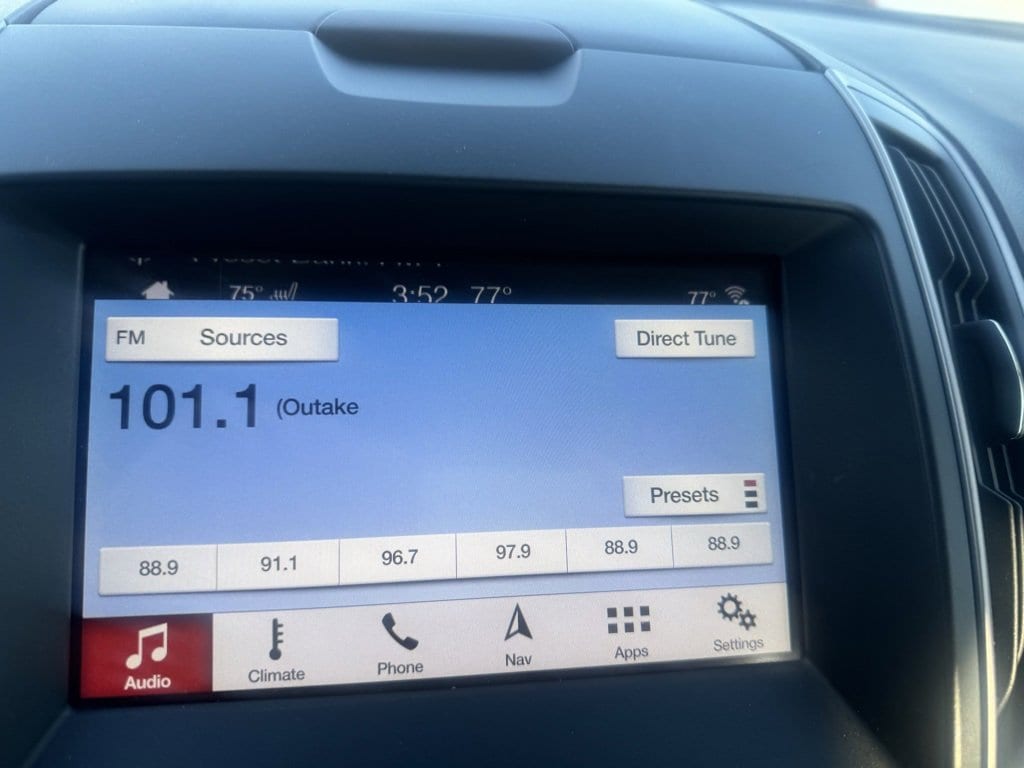 75° 3:52 77° 77°
FM Sources Direct Tune
101.1 (Outake
Presets
88.9 91.1 96.7 97.9 88.9 88.9
Audio Climate Phone Nav Apps Settings